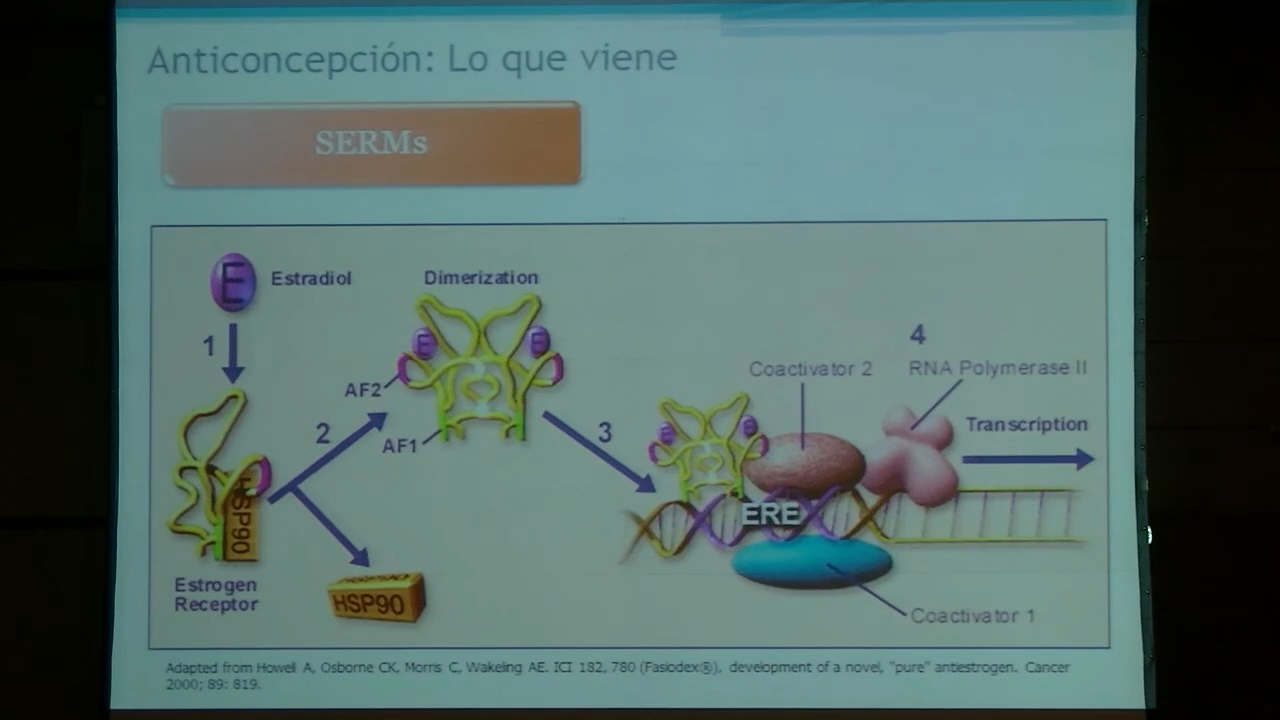 Anticoncepción: Lo que viene
SERMs
E
Estradiol
Dimerization
1
E
E
AF2
AF1
2
3
HSP90
Estrogen
Receptor
HSP90
4
Coactivator 2
RNA Polymerase II
Transcription
E
E
ERE
Coactivator 1
Adapted from Howell A, Osborne CK, Morris C, Wakeling AE. ICI 182, 780 (Faslodex®), development of a novel, "pure" antiestrogen. Cancer
2000; 89: 819.